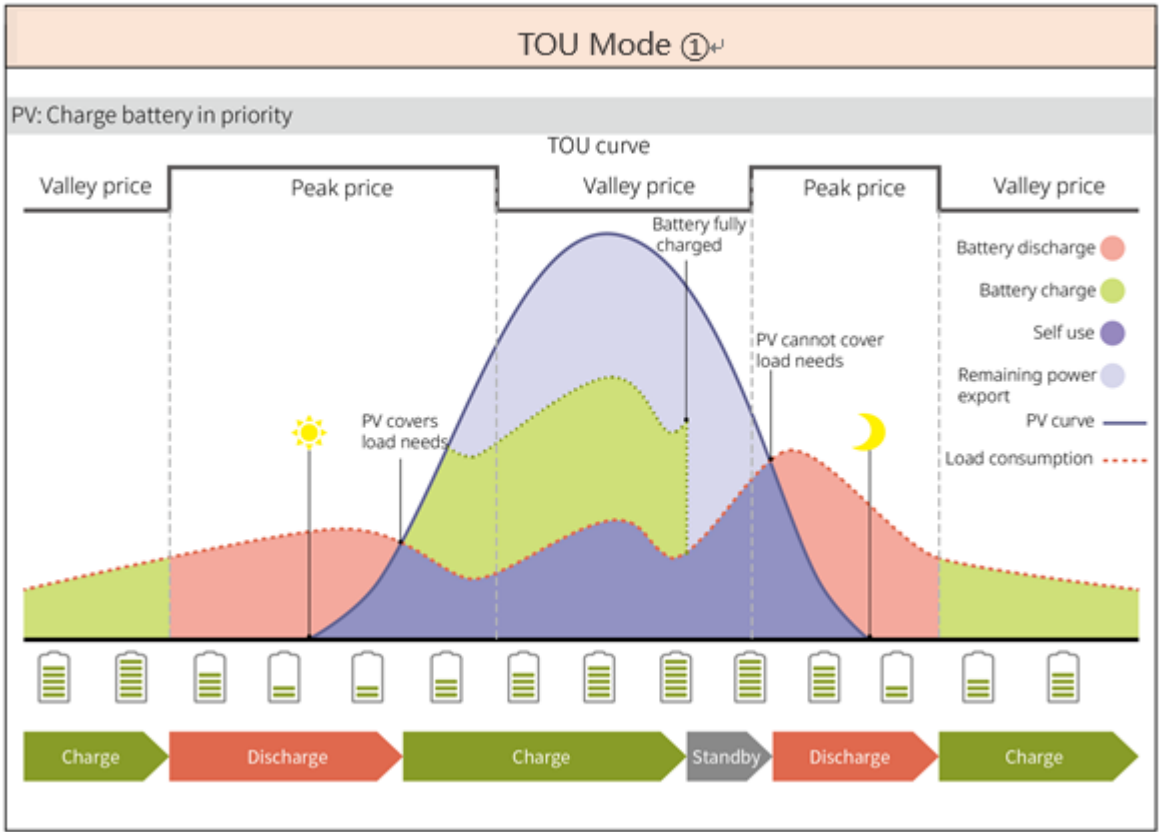 TOU Mode ①↵
PV: Charge battery in priority
TOU curve
Valley price
Peak price
Valley price
Peak price
Valley price
Battery fully
charged
Battery discharge
Battery charge
Self use
Remaining power
export
PV curve
Load consumption
PV cannot cover
load needs
PV covers
load needs
Charge
Discharge
Charge
Standby
Discharge
Charge